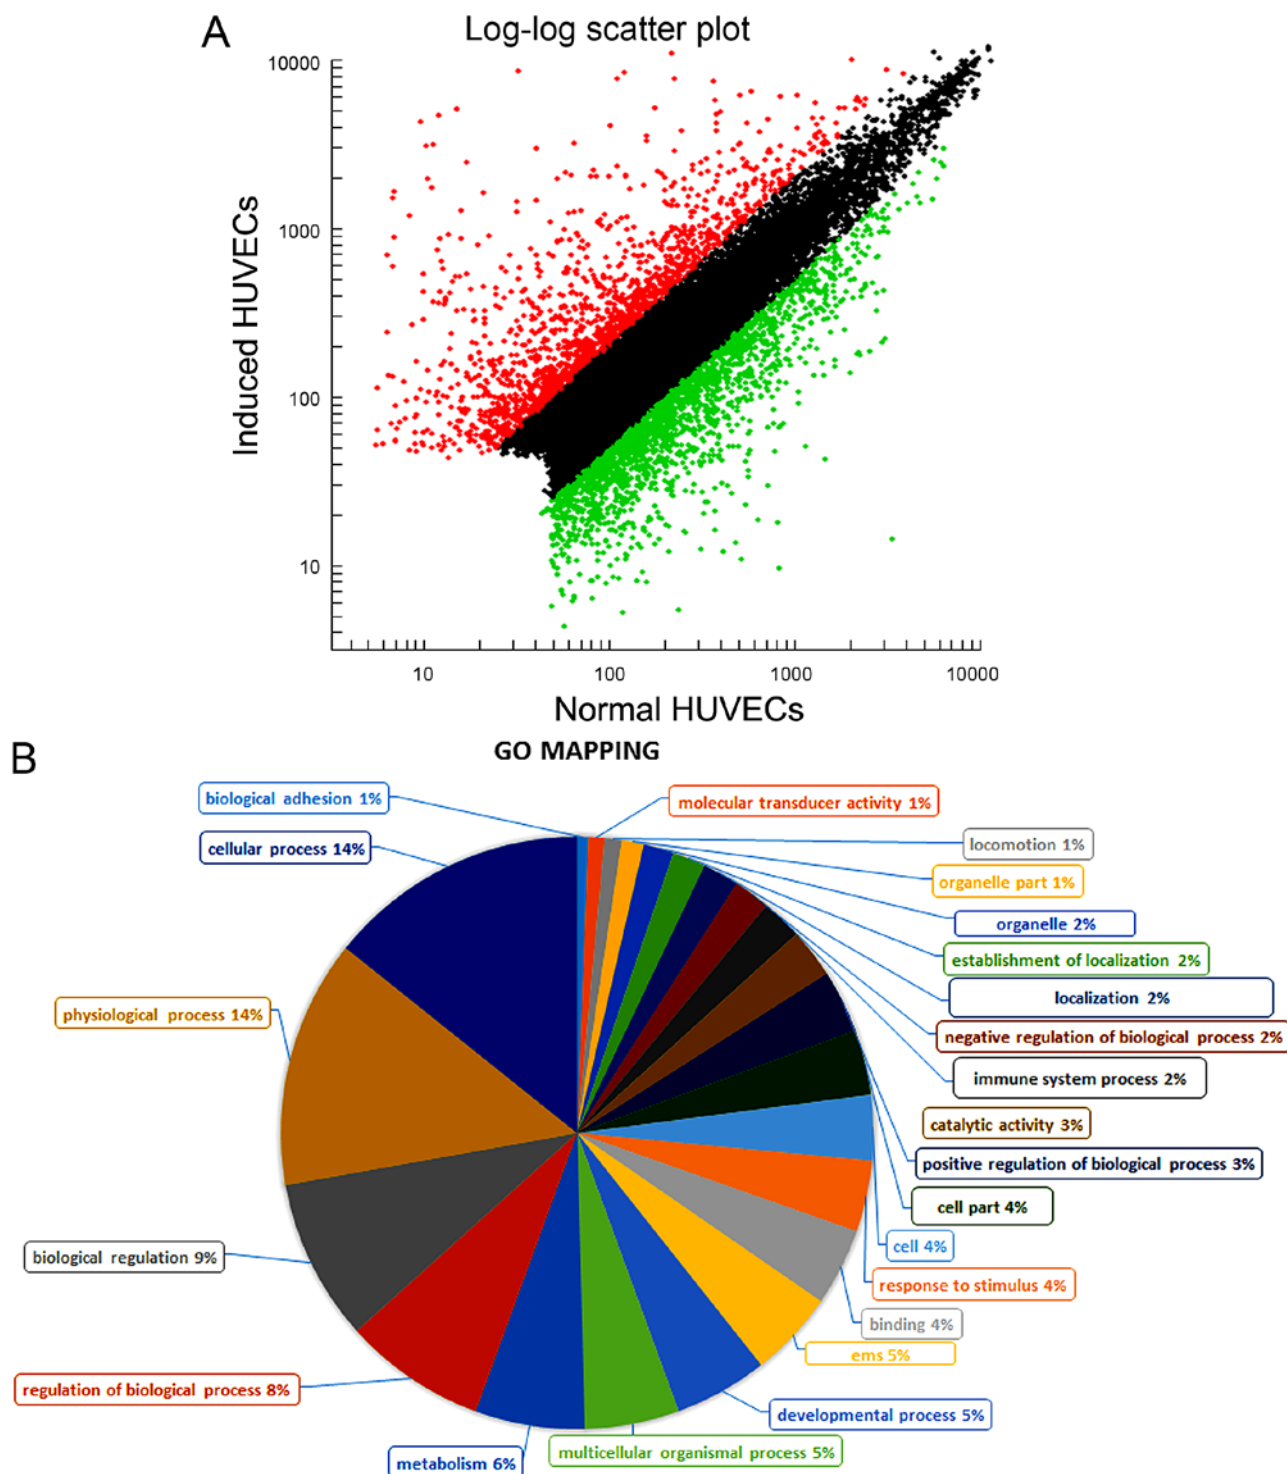 A
Log-log scatter plot
Induced HUVECs
10000
1000
100
10
10
100
1000
10000
Normal HUVECs
B
GO MAPPING
biological adhesion 1%
molecular transducer activity 1%
cellular process 14%
locomotion 1%
organelle part 1%
organelle 2%
establishment of localization 2%
localization 2%
physiological process 14%
negative regulation of biological process 2%
immune system process 2%
catalytic activity 3%
positive regulation of biological process 3%
cell part 4%
cell 4%
biological regulation 9%
response to stimulus 4%
binding 4%
ems 5%
regulation of biological process 8%
developmental process 5%
multicellular organismal process 5%
metabolism 6%